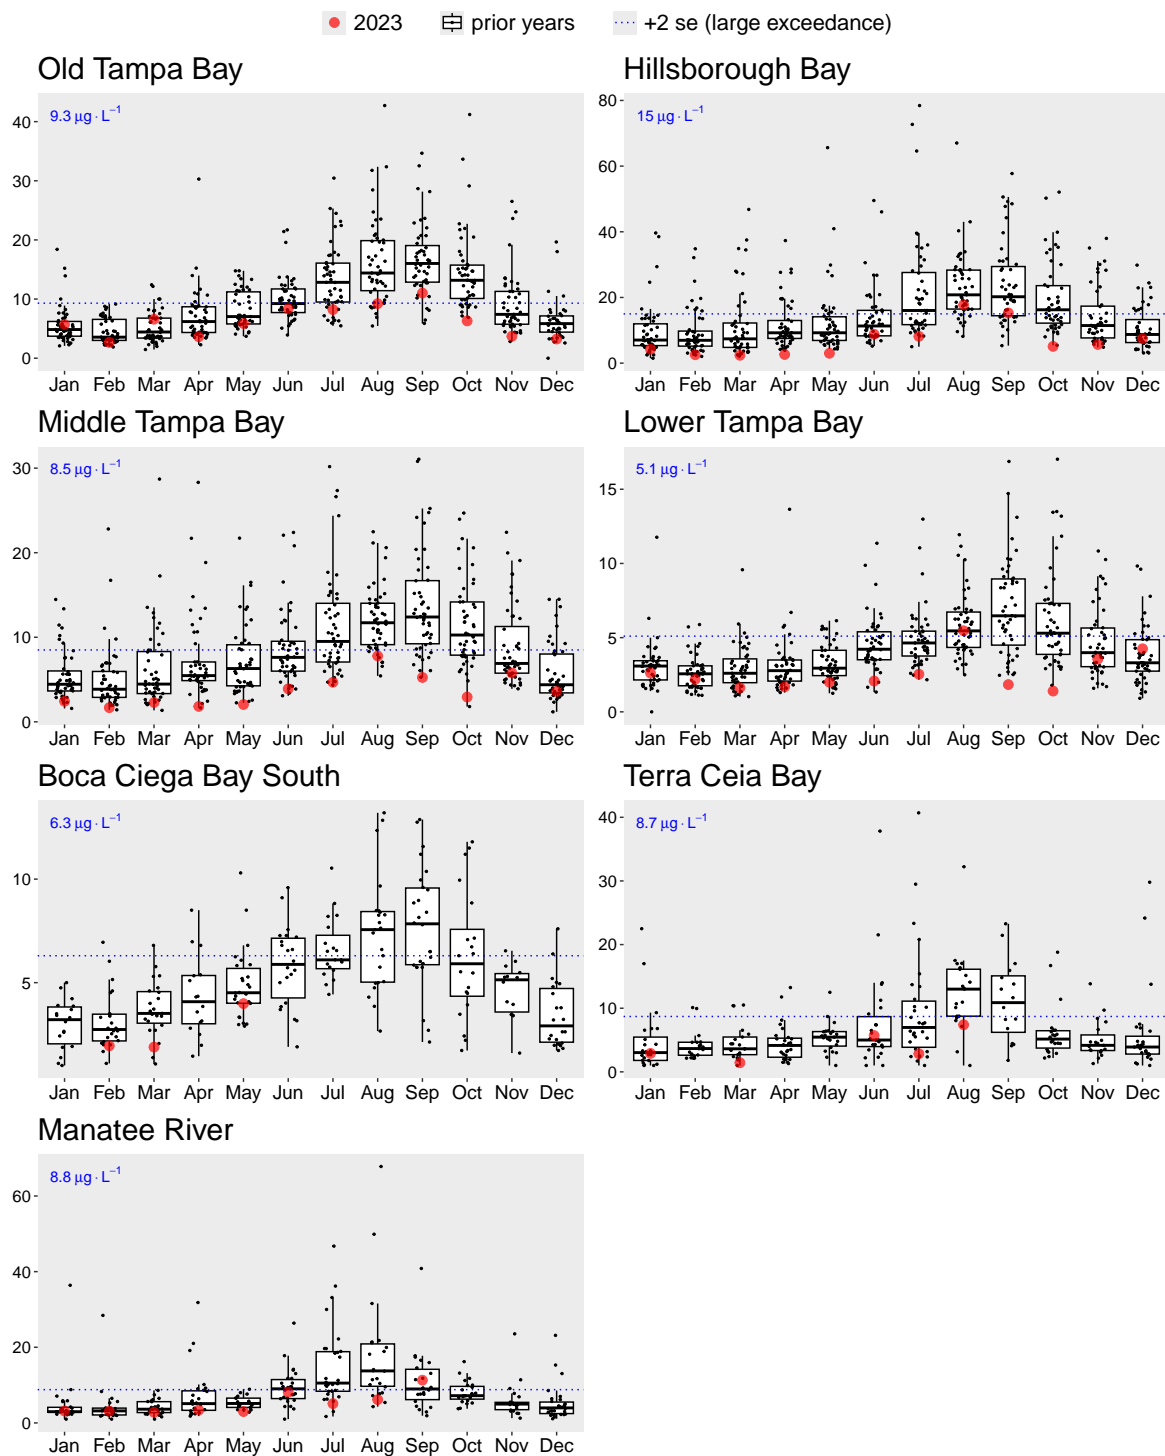 2023 prior years +2 se (large exceedance)
Old Tampa Bay
9.3 µg · L⁻¹
40
30
20
10
0
Jan Feb Mar Apr May Jun Jul Aug Sep Oct Nov Dec
Hillsborough Bay
15 µg · L⁻¹
80
60
40
20
0
Jan Feb Mar Apr May Jun Jul Aug Sep Oct Nov Dec
Middle Tampa Bay
8.5 µg · L⁻¹
30
20
10
0
Jan Feb Mar Apr May Jun Jul Aug Sep Oct Nov Dec
Lower Tampa Bay
5.1 µg · L⁻¹
15
10
5
0
Jan Feb Mar Apr May Jun Jul Aug Sep Oct Nov Dec
Boca Ciega Bay South
6.3 µg · L⁻¹
10
5
Jan Feb Mar Apr May Jun Jul Aug Sep Oct Nov Dec
Terra Ceia Bay
8.7 µg · L⁻¹
40
30
20
10
0
Jan Feb Mar Apr May Jun Jul Aug Sep Oct Nov Dec
Manatee River
8.8 µg · L⁻¹
60
40
20
0
Jan Feb Mar Apr May Jun Jul Aug Sep Oct Nov Dec